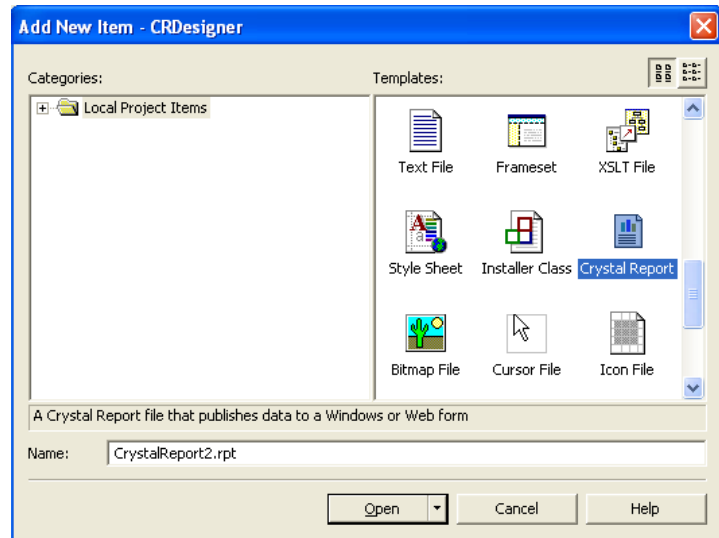 Add New Item - CRDesigner
Categories:
Templates:
Local Project Items
Text File
Frameset
XSLT File
Style Sheet
Installer Class
Crystal Report
Bitmap File
Cursor File
Icon File
A Crystal Report file that publishes data to a Windows or Web form
Name:
CrystalReport2.rpt
Open
Cancel
Help